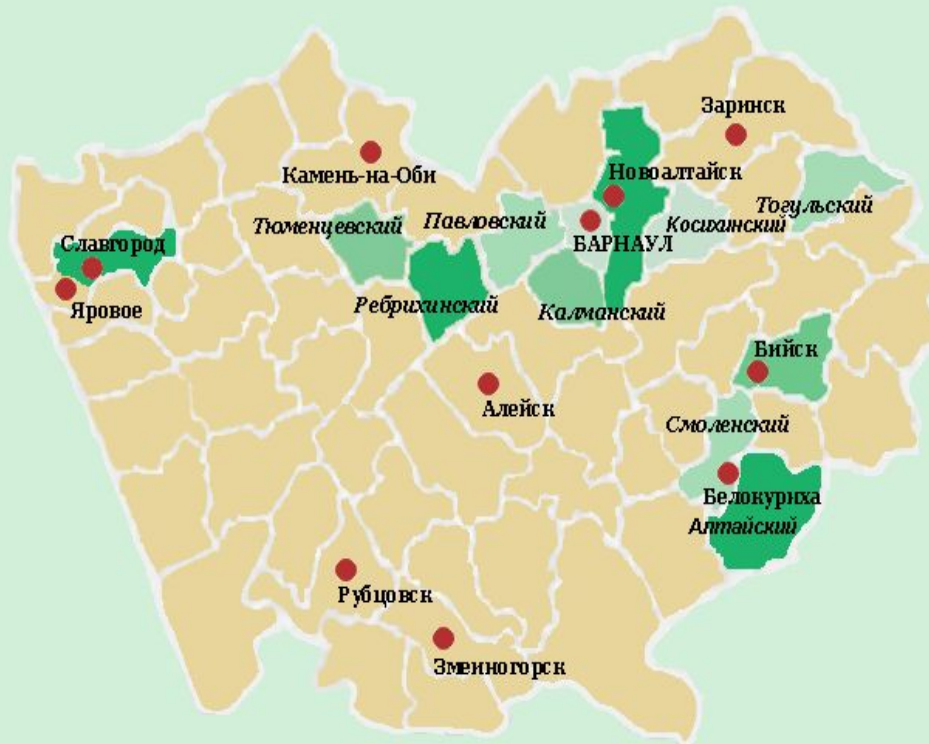 Заринск
Камень-на-Оби
Новоалтайск
Тогульский
Тюменцевский
Павловский
БАРНАУЛ
Косиханский
Славгород
Яровое
Ребрихинский
Калманский
Бийск
Алейск
Смоленский
Белокуриха
Алтайский
Рубцовск
Змеиногорск